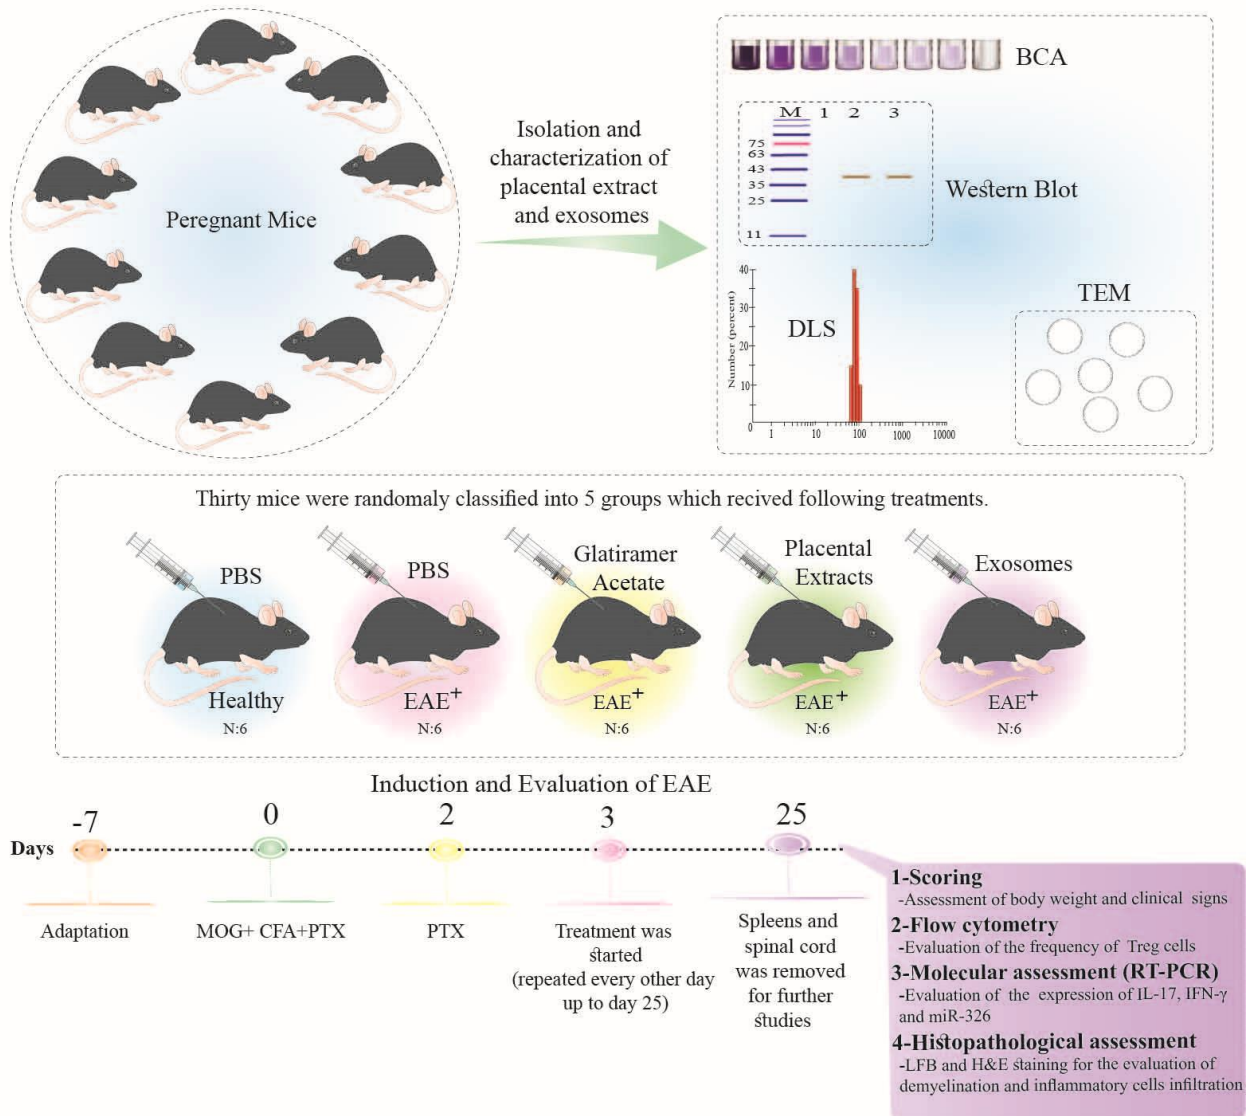 Peregnant Mice
Isolation and
characterization of
placental extract
and exosomes
BCA
M 1 2 3
75
63
43
35
25
11
Western Blot
DLS
Number (percent)
40
30
20
10
0 1 10 100 1000 10000
TEM
Thirty mice were randomaly classified into 5 groups which recived following treatments.
PBS
Healthy
N:6
PBS
EAE+
N:6
Glatiramer
Acetate
EAE+
N:6
Placental
Extracts
EAE+
N:6
Exosomes
EAE+
N:6
Induction and Evaluation of EAE
Days
-7
0
2
3
25
Adaptation
MOG+ CFA+PTX
PTX
Treatment was
started
(repeated every other day
up to day 25)
Spleens and
spinal cord
was removed
for further
studies
1-Scoring
-Assessment of body weight and clinical signs
2-Flow cytometry
-Evaluation of the frequency of Treg cells
3-Molecular assessment (RT-PCR)
-Evaluation of the expression of IL-17, IFN-γ
and miR-326
4-Histopathological assessment
-LFB and H&E staining for the evaluation of
demyelination and inflammatory cells infiltration